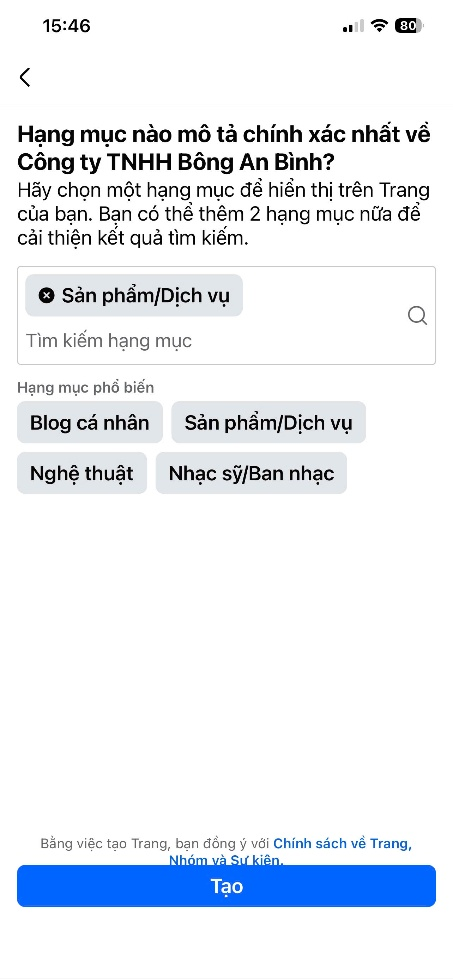 15:46
80
Hạng mục nào mô tả chính xác nhất về
Công ty TNHH Bông An Bình?
Hãy chọn một hạng mục để hiển thị trên Trang
của bạn. Bạn có thể thêm 2 hạng mục nữa để
cải thiện kết quả tìm kiếm.
Sản phẩm/Dịch vụ
Tìm kiếm hạng mục
Hạng mục phổ biến
Blog cá nhân
Sản phẩm/Dịch vụ
Nghệ thuật
Nhạc sỹ/Ban nhạc
Bằng việc tạo Trang, bạn đồng ý với Chính sách về Trang,
Nhóm và Sự kiện.
Tạo